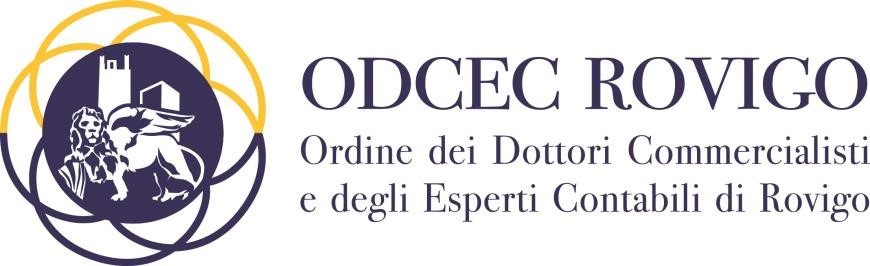 ODCEC ROVIGO
Ordine dei Dottori Commercialisti
e degli Esperti Contabili di Rovigo